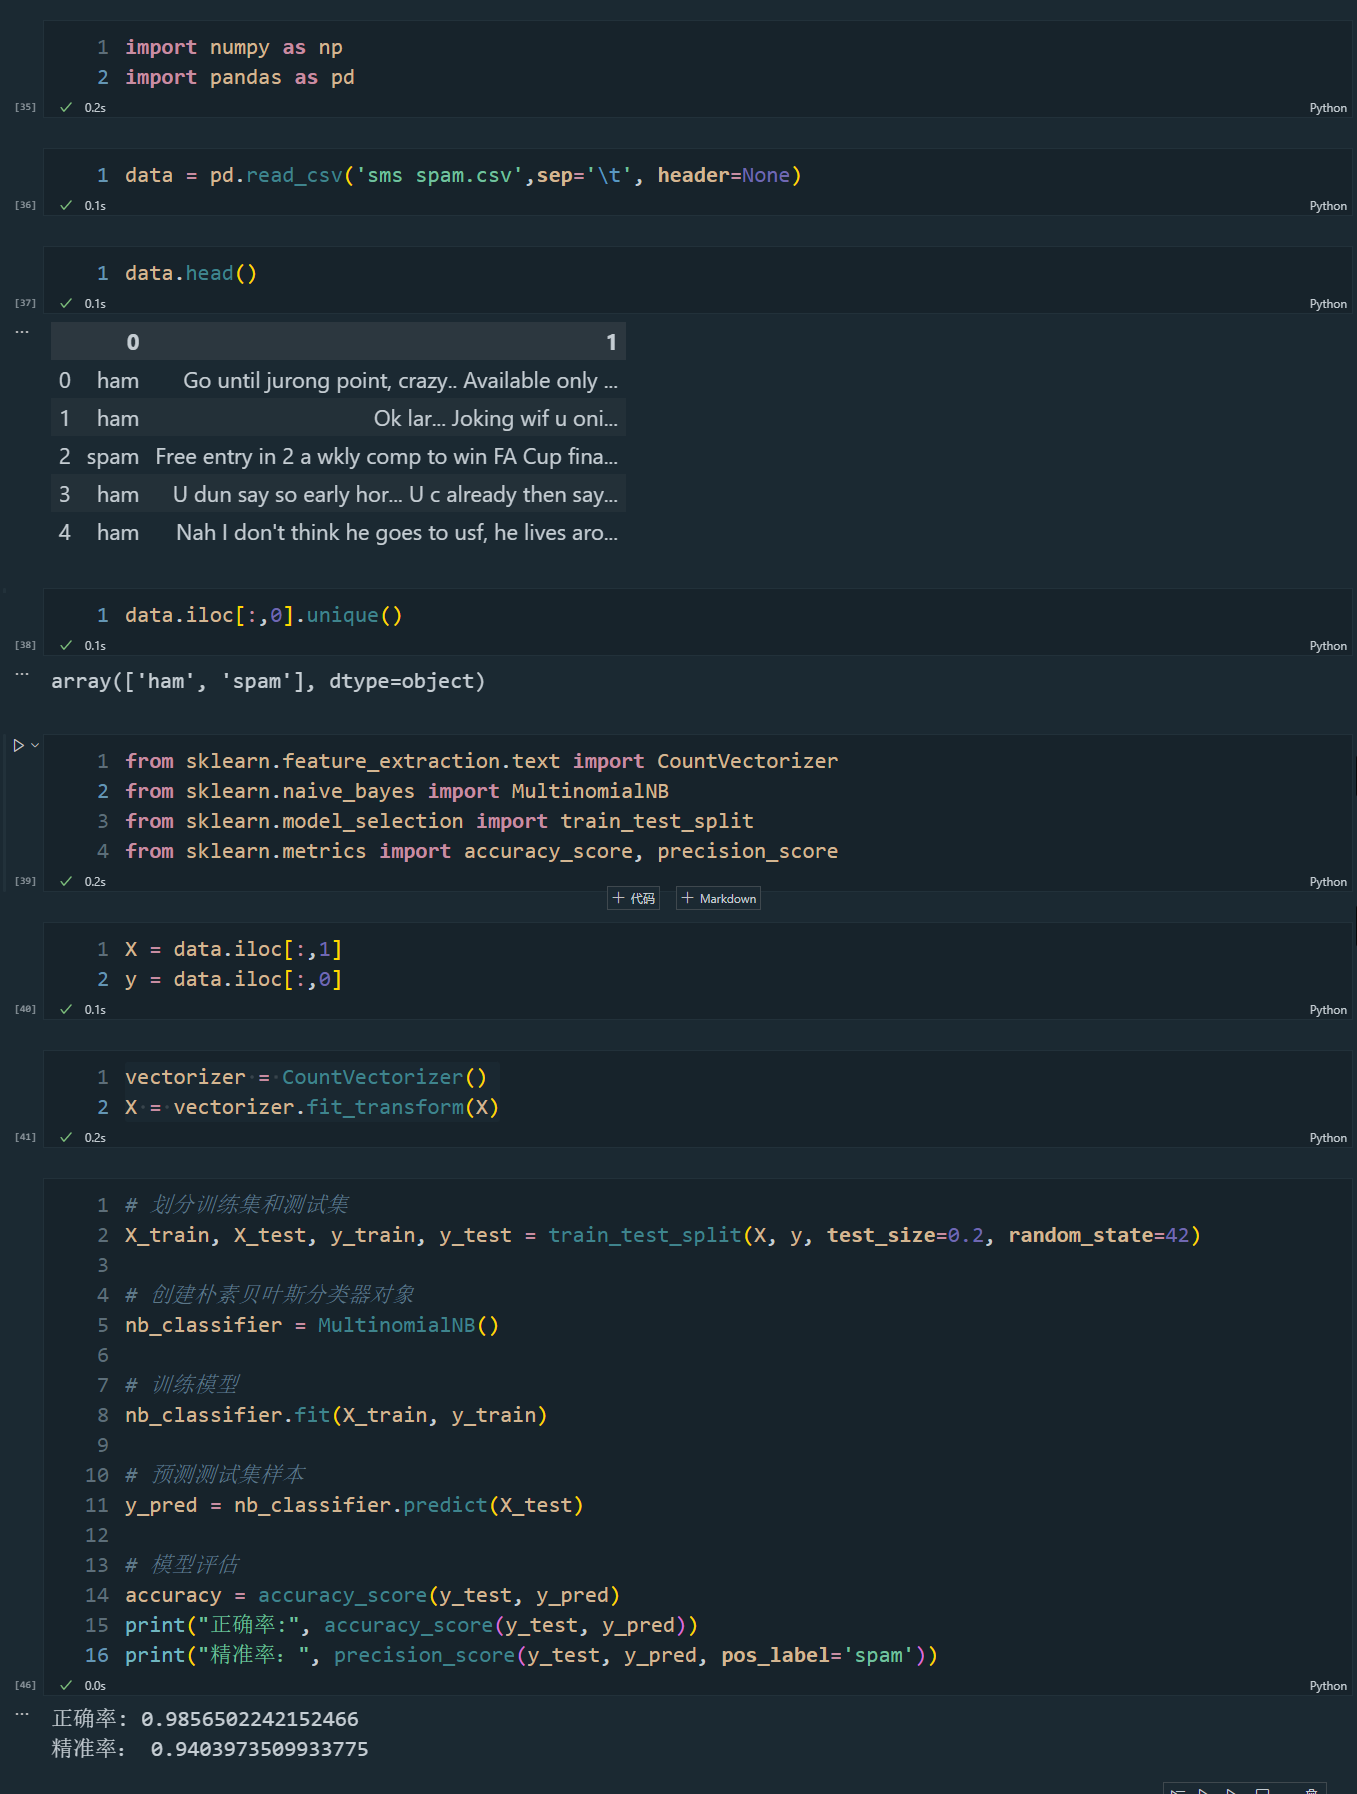 1 import numpy as np
2 import pandas as pd
[35] 0.2s Python
1 data = pd.read_csv('sms spam.csv',sep='\t', header=None)
[36] 0.1s Python
1 data.head()
[37] 0.1s Python
...
0 1
0 ham Go until jurong point, crazy.. Available only ...
1 ham Ok lar... Joking wif u oni...
2 spam Free entry in 2 a wkly comp to win FA Cup fina...
3 ham U dun say so early hor... U c already then say...
4 ham Nah I don't think he goes to usf, he lives aro...
1 data.iloc[:,0].unique()
[38] 0.1s Python
...
array(['ham', 'spam'], dtype=object)
1 from sklearn.feature_extraction.text import CountVectorizer
2 from sklearn.naive_bayes import MultinomialNB
3 from sklearn.model_selection import train_test_split
4 from sklearn.metrics import accuracy_score, precision_score
[39] 0.2s Python
+ 代码 + Markdown
1 X = data.iloc[:,1]
2 y = data.iloc[:,0]
[40] 0.1s Python
1 vectorizer = CountVectorizer()
2 X = vectorizer.fit_transform(X)
[41] 0.2s Python
1 # 划分训练集和测试集
2 X_train, X_test, y_train, y_test = train_test_split(X, y, test_size=0.2, random_state=42)
3
4 # 创建朴素贝叶斯分类器对象
5 nb_classifier = MultinomialNB()
6
7 # 训练模型
8 nb_classifier.fit(X_train, y_train)
9
10 # 预测测试集样本
11 y_pred = nb_classifier.predict(X_test)
12
13 # 模型评估
14 accuracy = accuracy_score(y_test, y_pred)
15 print("正确率:", accuracy_score(y_test, y_pred))
16 print("精准率：", precision_score(y_test, y_pred, pos_label='spam'))
[46] 0.0s Python
...
正确率: 0.9856502242152466
精准率： 0.9403973509933775